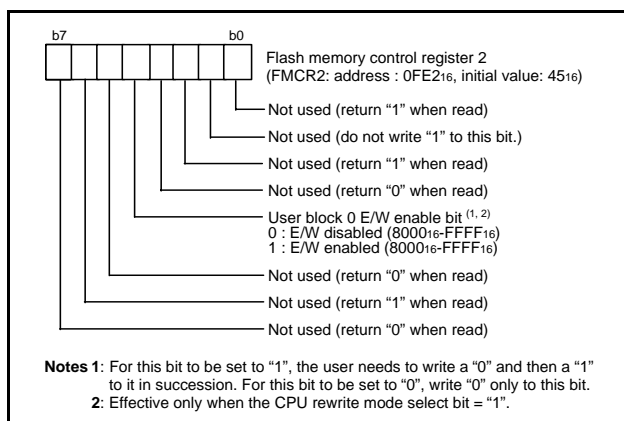 b7 b0
Flash memory control register 2
(FMCR2: address : 0FE216, initial value: 4516)
Not used (return “1” when read)
Not used (do not write “1” to this bit.)
Not used (return “1” when read)
Not used (return “0” when read)
User block 0 E/W enable bit (1, 2)
0 : E/W disabled (800016-FFFF16)
1 : E/W enabled (800016-FFFF16)
Not used (return “0” when read)
Not used (return “1” when read)
Not used (return “0” when read)
Notes 1: For this bit to be set to “1”, the user needs to write a “0” and then a “1”
to it in succession. For this bit to be set to “0”, write “0” only to this bit.
2: Effective only when the CPU rewrite mode select bit = “1”.